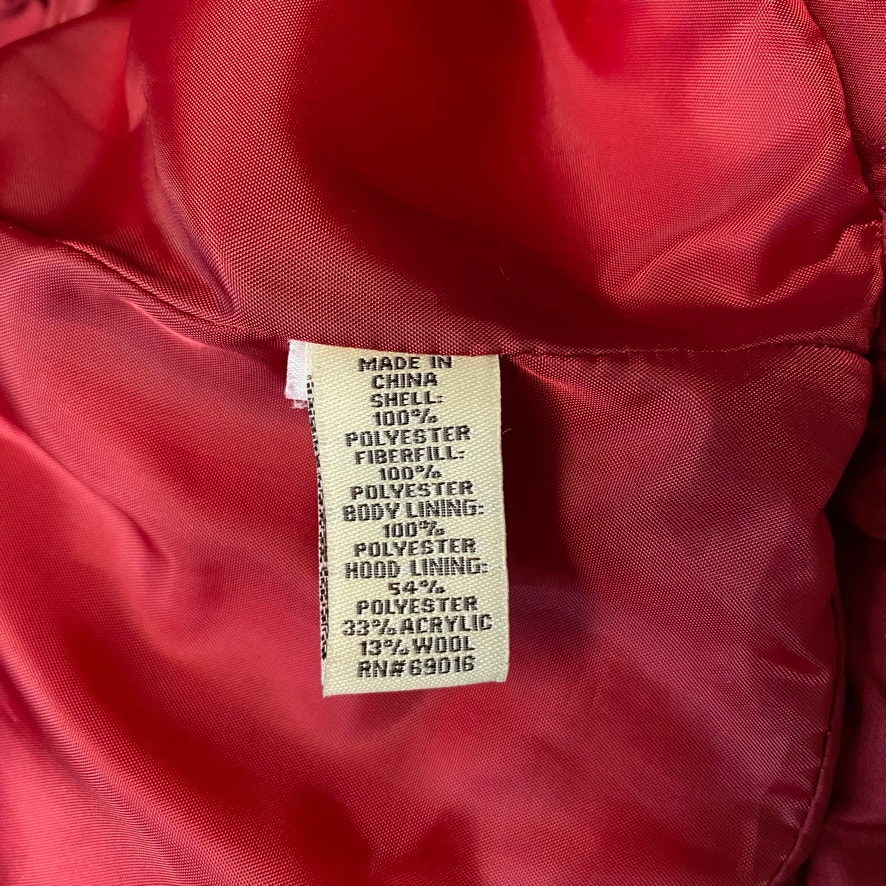 MADE IN
CHINA
SHELL:
100%
POLYESTER
FIBERFILL:
100%
POLYESTER
BODY LINING:
100%
POLYESTER
HOOD LINING:
54%
POLYESTER
33% ACRYLIC
13% WOOL
RN#69016